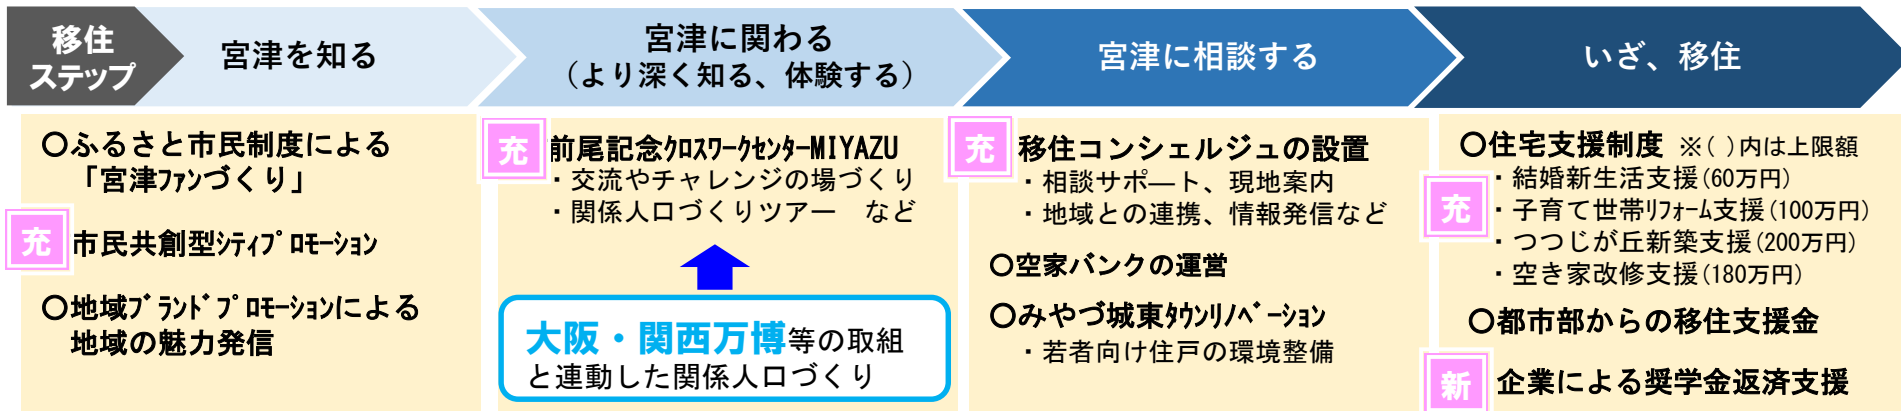 移住
ステップ
宮津を知る
宮津に関わる
（より深く知る、体験する）
宮津に相談する
いざ、移住
○ふるさと市民制度による
「宮津ﾌｧﾝづくり」
充 市民共創型ｼﾃｨﾌﾟﾛﾓｰｼｮﾝ
○地域ﾌﾞﾗﾝﾄﾞﾌﾟﾛﾓｰｼｮﾝによる
地域の魅力発信
充 前尾記念ｸﾛｽﾜｰｸｾﾝﾀｰMIYAZU
・交流やチャレンジの場づくり
・関係人口づくりツアー　など
大阪・関西万博等の取組
と連動した関係人口づくり
充 移住コンシェルジュの設置
・相談サポ―ト、現地案内
・地域との連携、情報発信など
○空家バンクの運営
○みやづ城東ﾀｳﾝﾘﾉﾍﾞｰｼｮﾝ
・若者向け住戸の環境整備
○住宅支援制度 ※( )内は上限額
・結婚新生活支援(60万円)
充 ・子育て世帯ﾘﾌｫｰﾑ支援(100万円)
・つつじが丘新築支援(200万円)
・空き家改修支援(180万円)
○都市部からの移住支援金
新 企業による奨学金返済支援